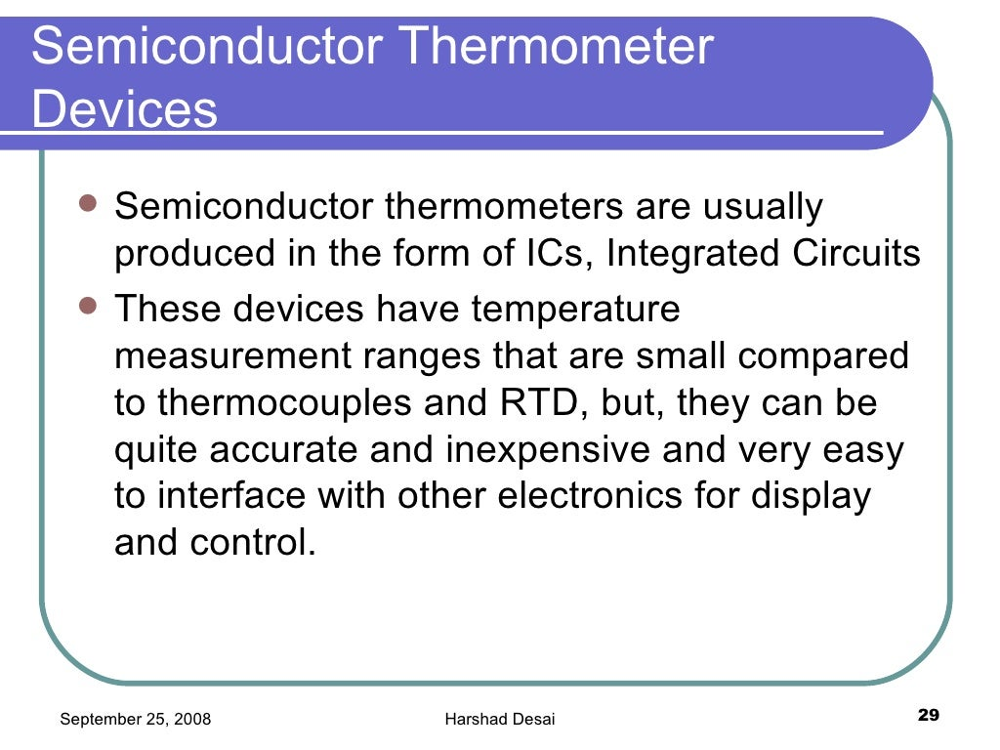 Semiconductor Thermometer
Devices
Semiconductor thermometers are usually
produced in the form of ICs, Integrated Circuits
These devices have temperature
measurement ranges that are small compared
to thermocouples and RTD, but, they can be
quite accurate and inexpensive and very easy
to interface with other electronics for display
and control.
September 25, 2008
Harshad Desai
29